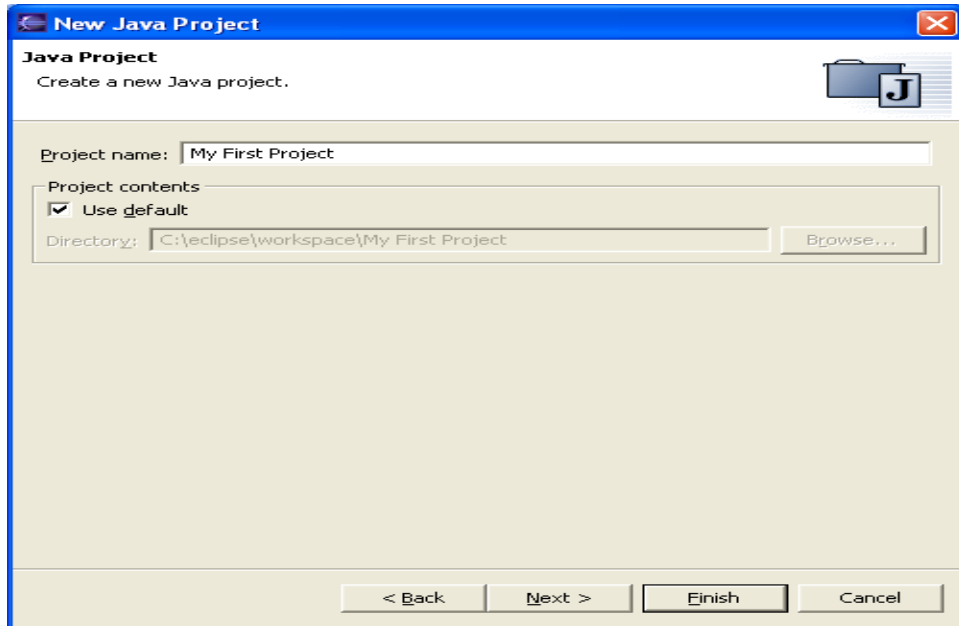 New Java Project
Java Project
Create a new Java project.
J
Project name: My First Project
Project contents
Use default
Directory: C:\eclipse\workspace\My First Project Browse...
< Back Next > Finish Cancel